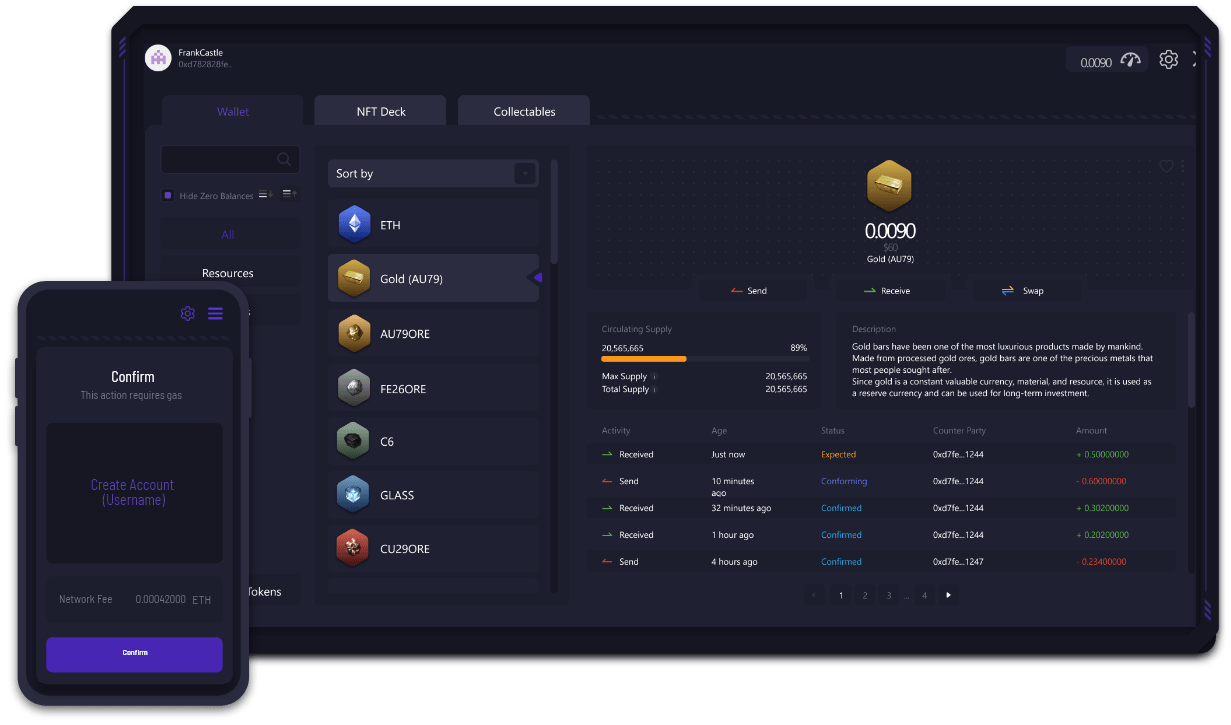 FrankCastle
0xd782828fe..
0.0090
Wallet
NFT Deck
Collectables
Hide Zero Balances
All
Resources
Tokens
Sort by
ETH
Gold (AU79)
AU79ORE
FE26ORE
C6
GLASS
CU29ORE
0.0090
$60
Gold (AU79)
Send
Receive
Swap
Circulating Supply
20,565,665 89%
Max Supply 20,565,665
Total Supply 20,565,665
Description
Gold bars have been one of the most luxurious products made by mankind.
Made from processed gold ores, gold bars are one of the precious metals that
most people sought after.
Since gold is a constant valuable currency, material, and resource, it is used as
a reserve currency and can be used for long-term investment.
Activity Age Status Counter Party Amount
Received Just now Expected 0xd7fe...1244 + 0.50000000
Send 10 minutes ago Conforming 0xd7fe...1244 - 0.60000000
Received 32 minutes ago Confirmed 0xd7fe...1244 + 0.30200000
Received 1 hour ago Confirmed 0xd7fe...1244 + 0.20200000
Send 4 hours ago Confirmed 0xd7fe...1247 - 0.23400000
1 2 3 ... 4
Confirm
This action requires gas
Create Account
(Username)
Network Fee 0.00042000 ETH
Confirm